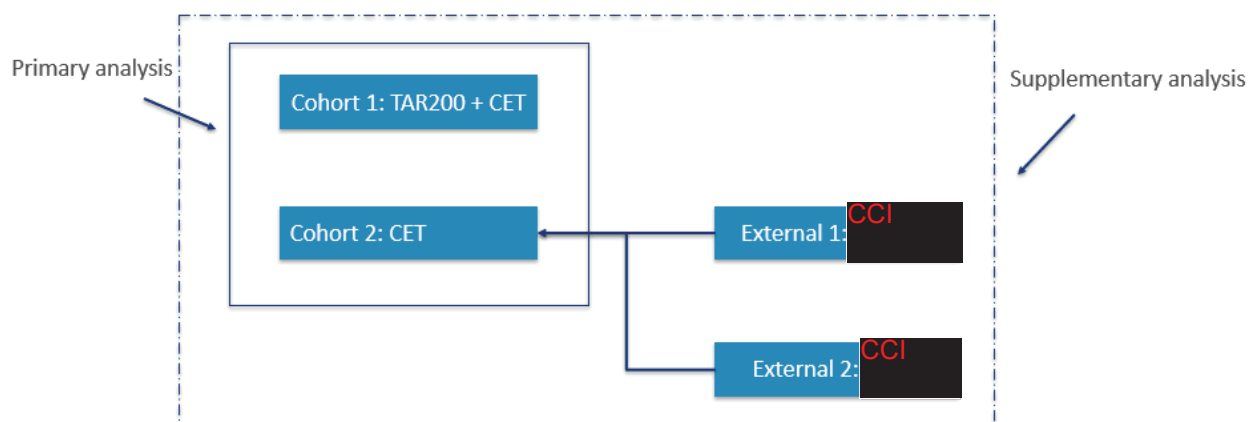 Primary analysis
Supplementary analysis
Cohort 1: TAR200 + CET
Cohort 2: CET
External 1: CCI
External 2: CCI